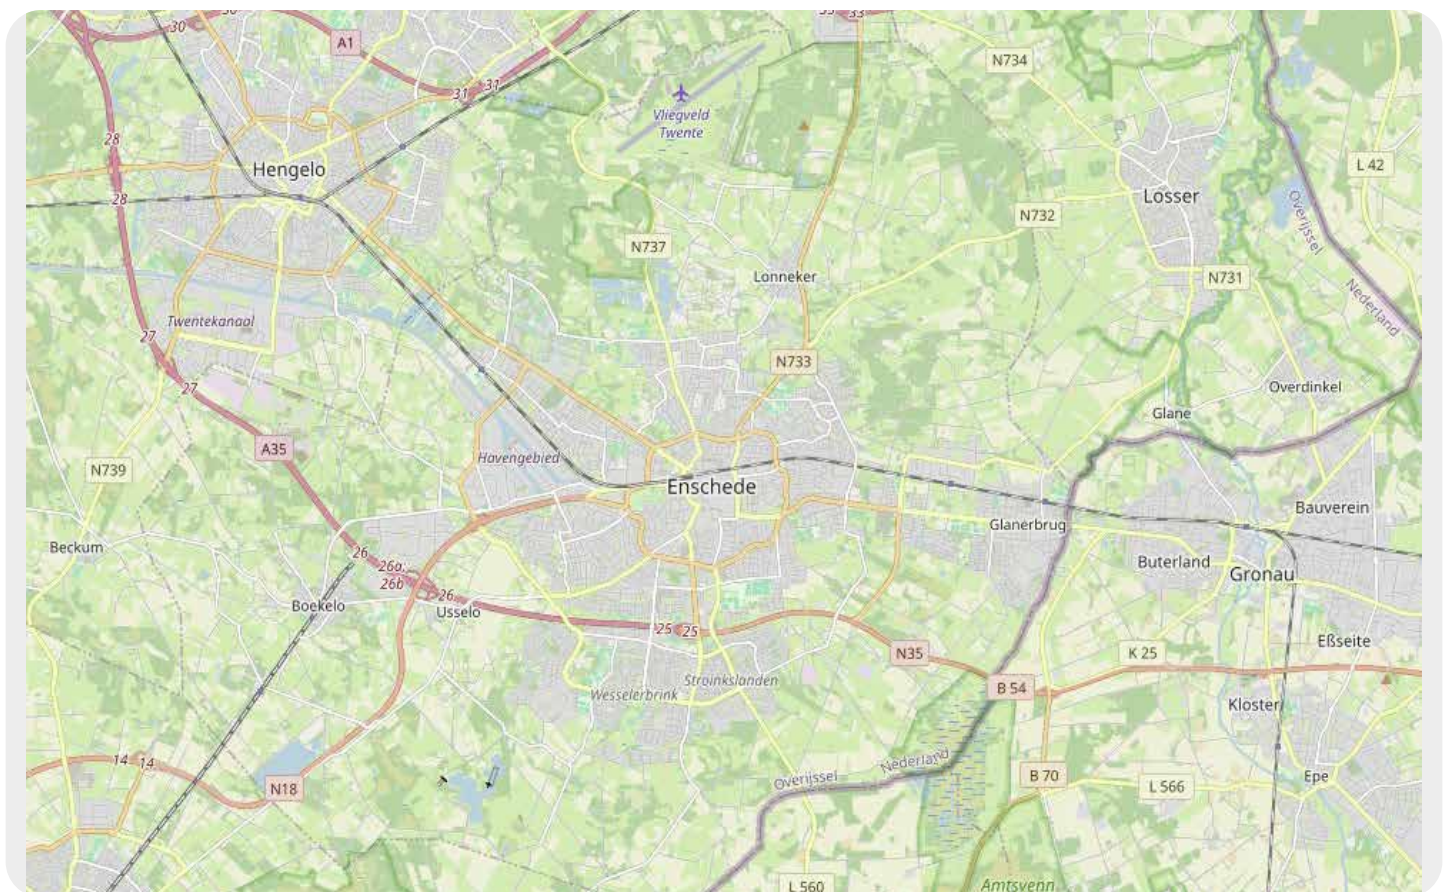 30
30
33
33
A1
N734
31
31
Vliegveld
Twente
28
L 42
Hengelo
28
Losser
Overijssel
N732
N737
Lonneker
N731
Nederland
Twentekanaal
27
N733
27
Overdinkel
Glane
A35
Havengebied
N739
Enschede
Bauverein
Glanerbrug
Beckum
26
Buterland
26a,
26b
Gronau
26
Boekelo
Usselo
25
25
Eßseite
N35
K 25
Stroinkslanden
B 54
Wesselerbrink
Kloster
14
14
Nederland
Overijssel
B 70
Epe
N18
L 566
L 560
Amtsvenn